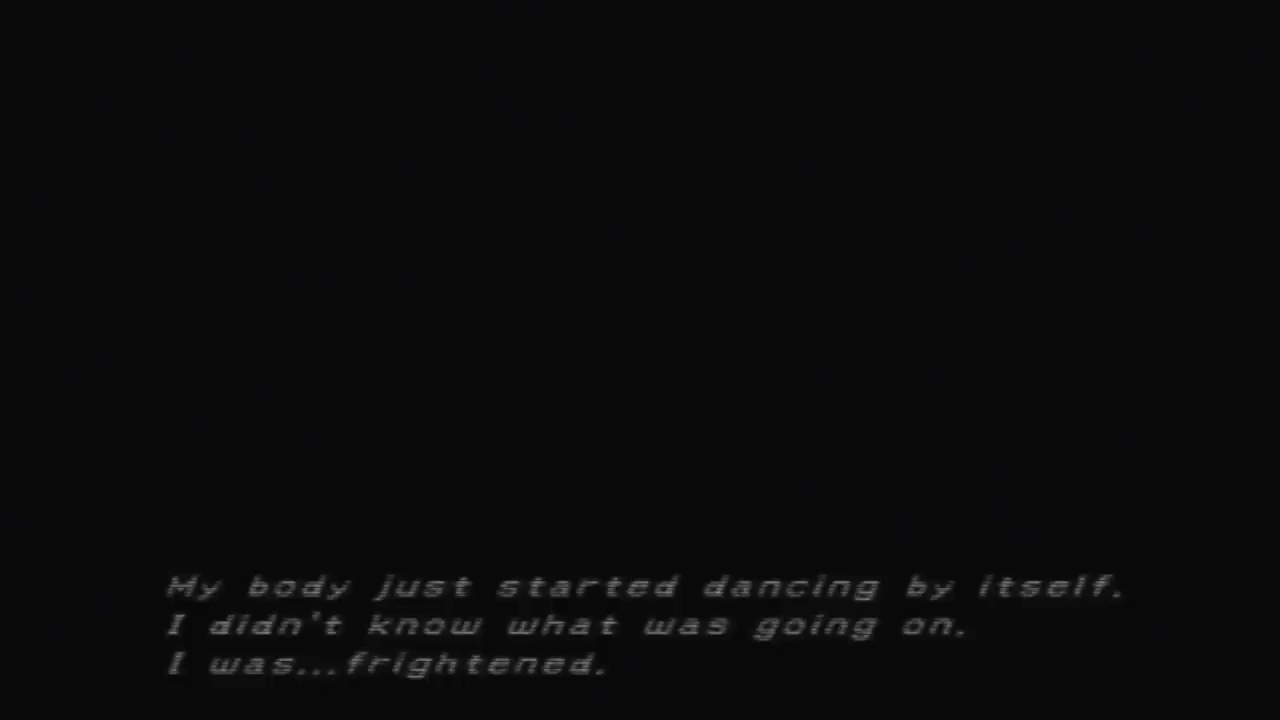 My body just started dancing by itself.
I didn't know what was going on.
I was...frightened.